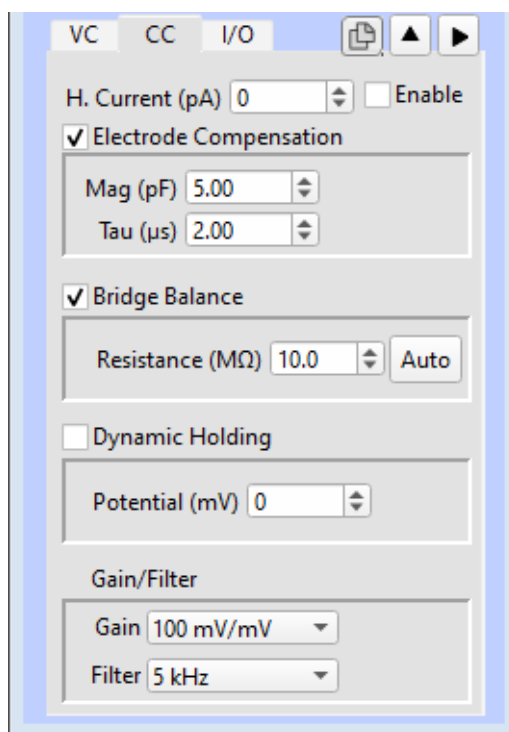 VC CC I/O
H. Current (pA) 0 Enable
Electrode Compensation
Mag (pF) 5.00
Tau (µs) 2.00
Bridge Balance
Resistance (MΩ) 10.0 Auto
Dynamic Holding
Potential (mV) 0
Gain/Filter
Gain 100 mV/mV
Filter 5 kHz